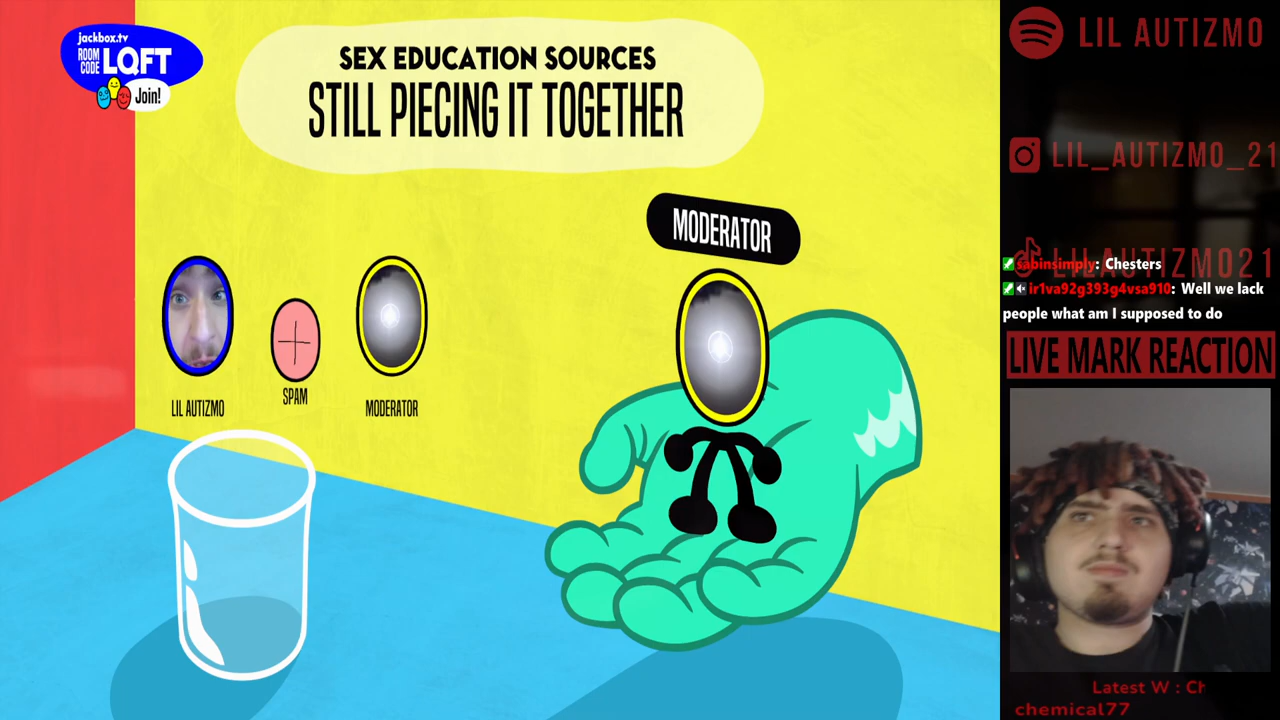 jackbox.tv
ROOM CODE LQFT
Join!
SEX EDUCATION SOURCES
STILL PIECING IT TOGETHER
MODERATOR
LIL AUTIZMO
SPAM
MODERATOR
LIL AUTIZMO
LIL_AUTIZMO_21
LILAUTIZMO21
sabinsimply: Chesters
ir1va92g393g4vsa910: Well we lack
people what am I supposed to do
LIVE MARK REACTION
Latest W : Ch
chemical77